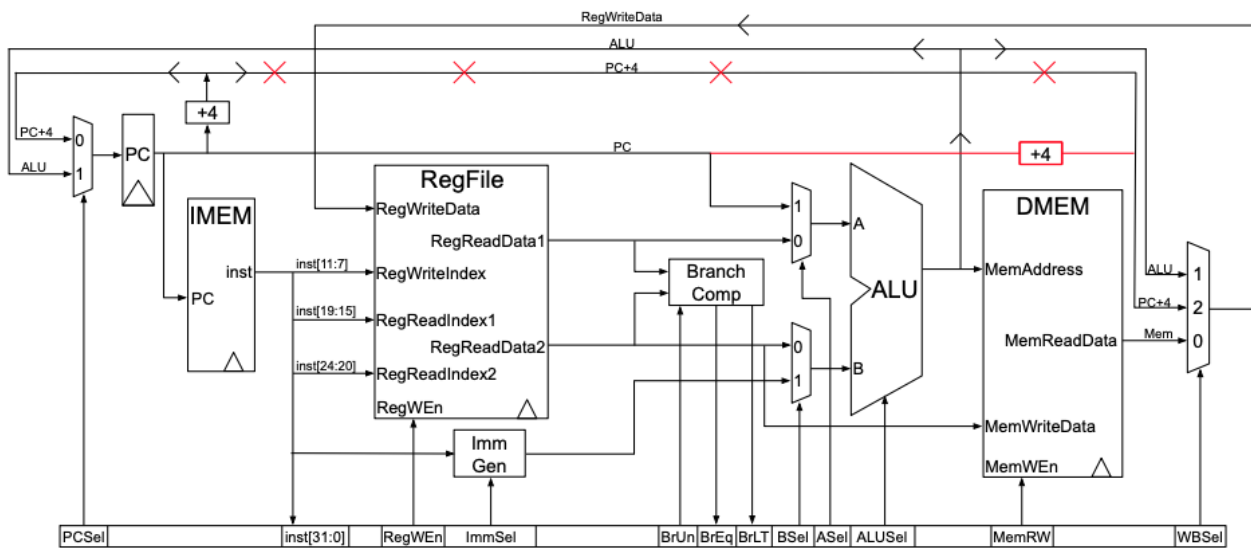 RegWriteData
ALU
PC+4
+4
PC+4
0
ALU
1
PC
PC
+4
IMEM
inst
PC
RegFile
RegWriteData
RegReadData1
inst[11:7]
RegWriteIndex
inst[19:15]
RegReadIndex1
RegReadData2
inst[24:20]
RegReadIndex2
RegWEn
Imm
Gen
Branch
Comp
1
0
0
1
A
ALU
B
DMEM
MemAddress
MemReadData
MemWriteData
MemWEn
ALU
1
PC+4
2
Mem
0
PCSel
inst[31:0]
RegWEn
ImmSel
BrUn
BrEq
BrLT
BSel
ASel
ALUSel
MemRW
WBSel